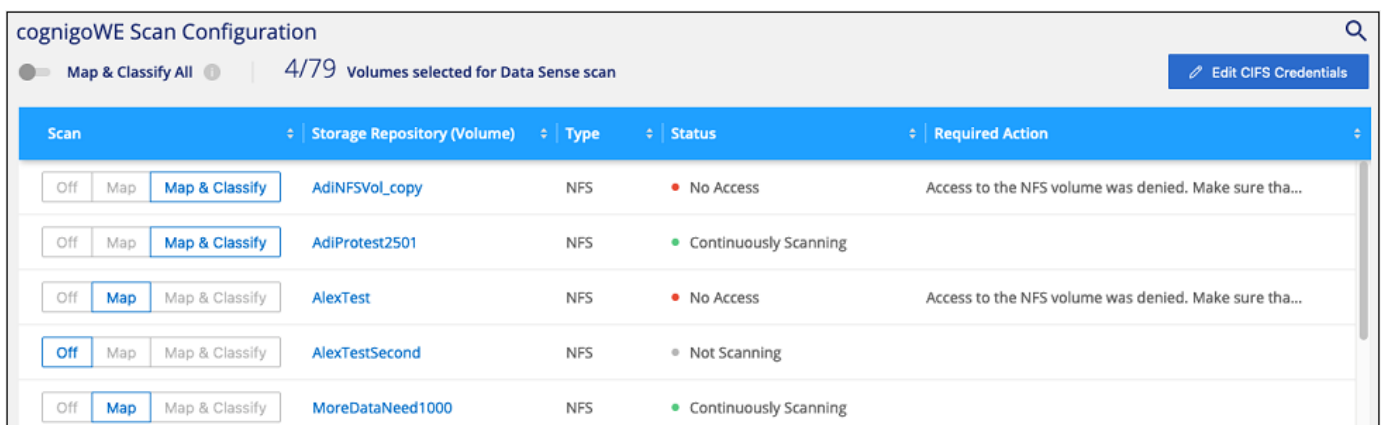 cognigoWE Scan Configuration
Map & Classify All 4/79 Volumes selected for Data Sense scan Edit CIFS Credentials
Scan Storage Repository (Volume) Type Status Required Action
Off Map Map & Classify AdiNFSVol_copy NFS No Access Access to the NFS volume was denied. Make sure tha...
Off Map Map & Classify AdiProtest2501 NFS Continuously Scanning
Off Map Map & Classify AlexTest NFS No Access Access to the NFS volume was denied. Make sure tha...
Off Map Map & Classify AlexTestSecond NFS Not Scanning
Off Map Map & Classify MoreDataNeed1000 NFS Continuously Scanning